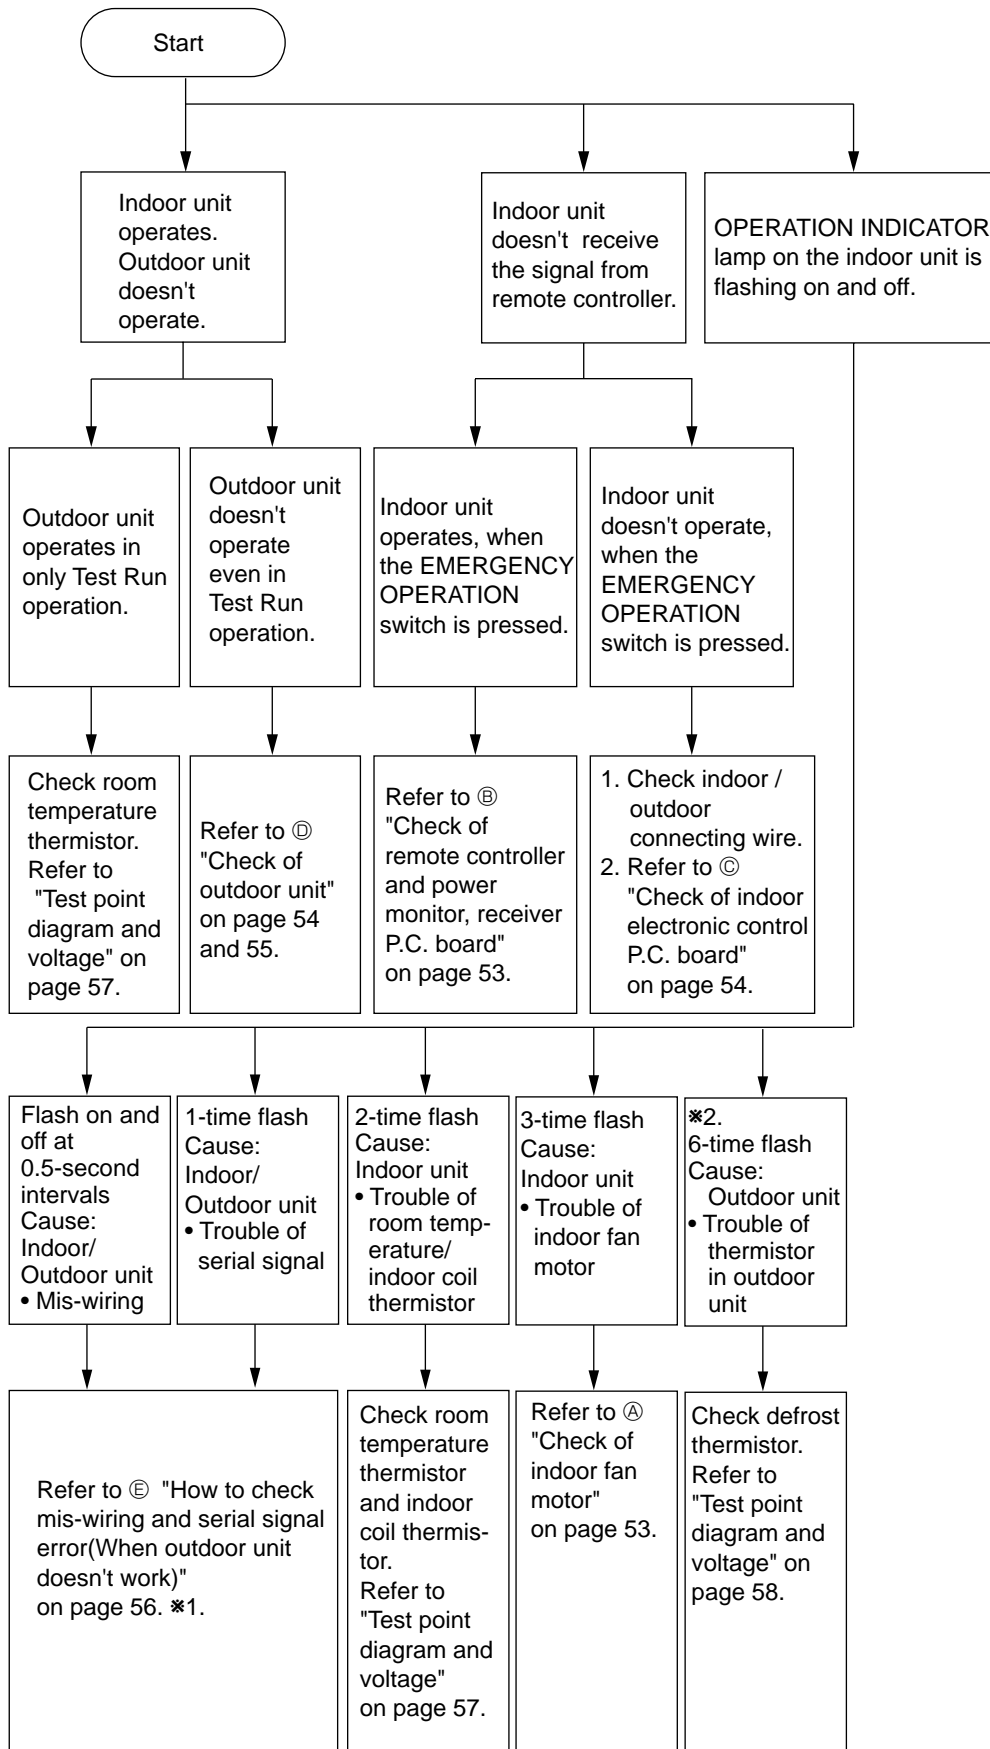 Start
Indoor unit
operates.
Outdoor unit
doesn't
operate.
Indoor unit
doesn't receive
the signal from
remote controller.
OPERATION INDICATOR
lamp on the indoor unit is
flashing on and off.
Outdoor unit
operates in
only Test Run
operation.
Outdoor unit
doesn't
operate
even in
Test Run
operation.
Indoor unit
operates, when
the EMERGENCY
OPERATION
switch is pressed.
Indoor unit
doesn't operate,
when the
EMERGENCY
OPERATION
switch is pressed.
Check room
temperature
thermistor.
Refer to
"Test point
diagram and
voltage" on
page 57.
Refer to Ⓓ
"Check of
outdoor unit"
on page 54
and 55.
Refer to Ⓑ
"Check of
remote controller
and power
monitor, receiver
P.C. board"
on page 53.
1. Check indoor /
outdoor
connecting wire.
2. Refer to Ⓒ
"Check of indoor
electronic control
P.C. board"
on page 54.
Flash on and
off at
0.5-second
intervals
Cause:
Indoor/
Outdoor unit
• Mis-wiring
1-time flash
Cause:
Indoor/
Outdoor unit
• Trouble of
serial signal
2-time flash
Cause:
Indoor unit
• Trouble of
room temp-
erature/
indoor coil
thermistor
3-time flash
Cause:
Indoor unit
• Trouble of
indoor fan
motor
※2.
6-time flash
Cause:
Outdoor unit
• Trouble of
thermistor
in outdoor
unit
Refer to Ⓔ "How to check
mis-wiring and serial signal
error(When outdoor unit
doesn't work)"
on page 56. ※1.
Check room
temperature
thermistor
and indoor
coil thermis-
tor.
Refer to
"Test point
diagram and
voltage"
on page 57.
Refer to Ⓐ
"Check of
indoor fan
motor"
on page 53.
Check defrost
thermistor.
Refer to
"Test point
diagram and
voltage" on
page 58.